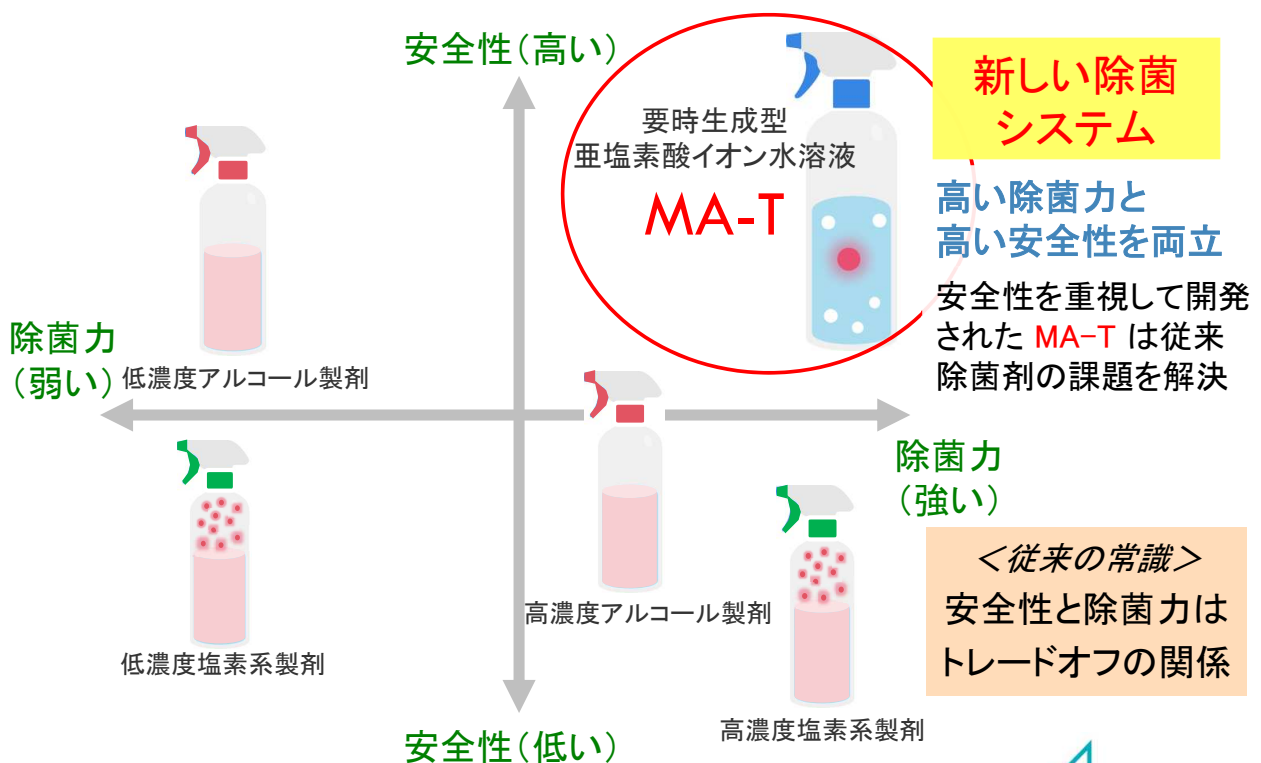 安全性（高い）
要時生成型
亜塩素酸イオン水溶液
MA-T
新しい除菌
システム
高い除菌力と
高い安全性を両立
安全性を重視して開発
された MA-T は従来
除菌剤の課題を解決
除菌力
（弱い）
低濃度アルコール製剤
除菌力
（強い）
低濃度塩素系製剤
高濃度アルコール製剤
高濃度塩素系製剤
＜従来の常識＞
安全性と除菌力は
トレードオフの関係
安全性（低い）